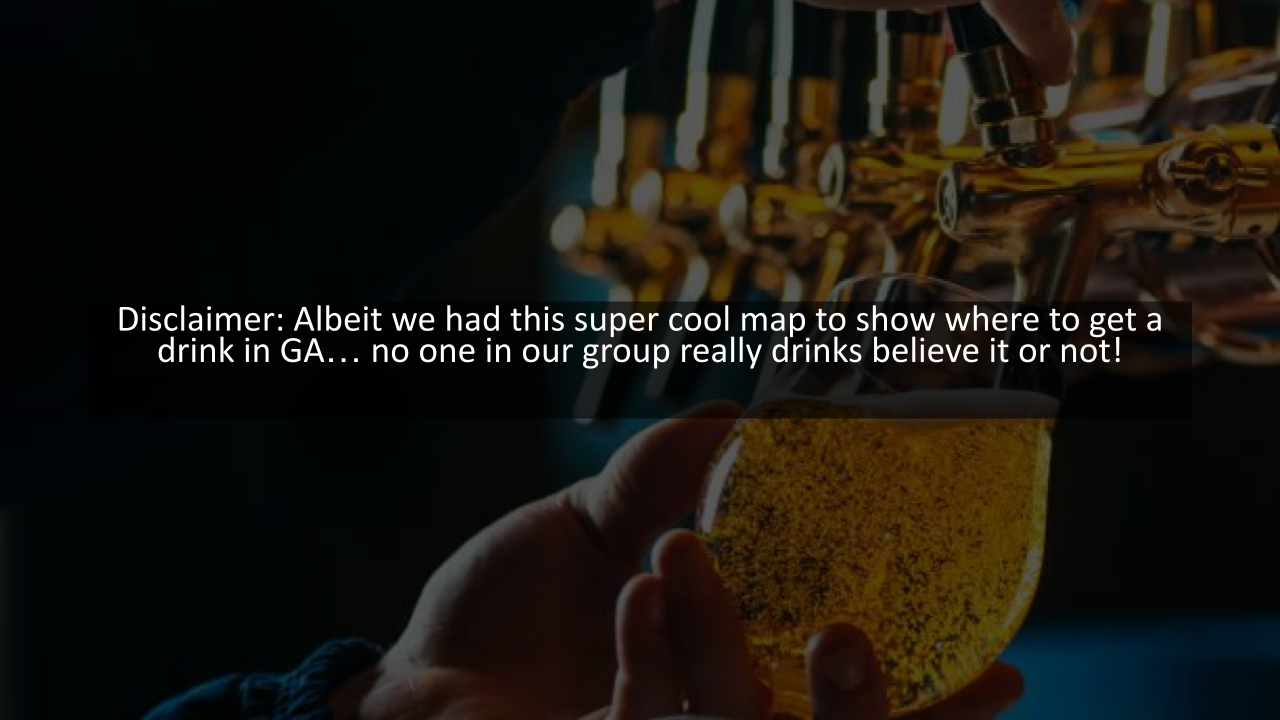 Disclaimer: Albeit we had this super cool map to show where to get a
drink in GA… no one in our group really drinks believe it or not!